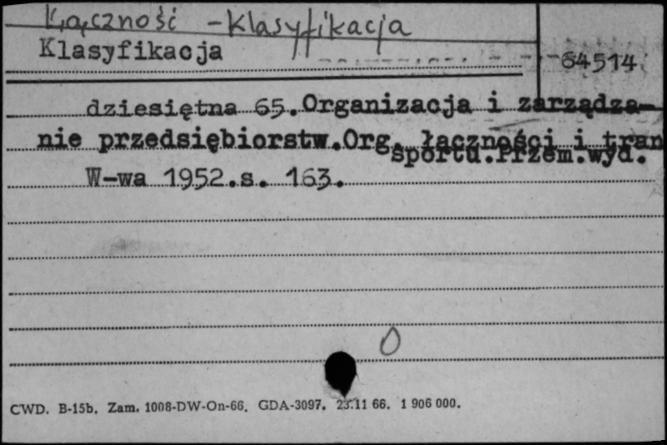 Łączność - Klasyfikacja
Klasyfikacja
64514
dziesiętna 65. Organizacja i zarządza-
nie przedsiębiorstw. Org. łączności i tran
sportu. Przem. wyd.
W-wa 1952. s. 163.
0
CWD. B-15b. Zam. 1008-DW-On-66. GDA-3097. 23.11 66. 1 906 000.